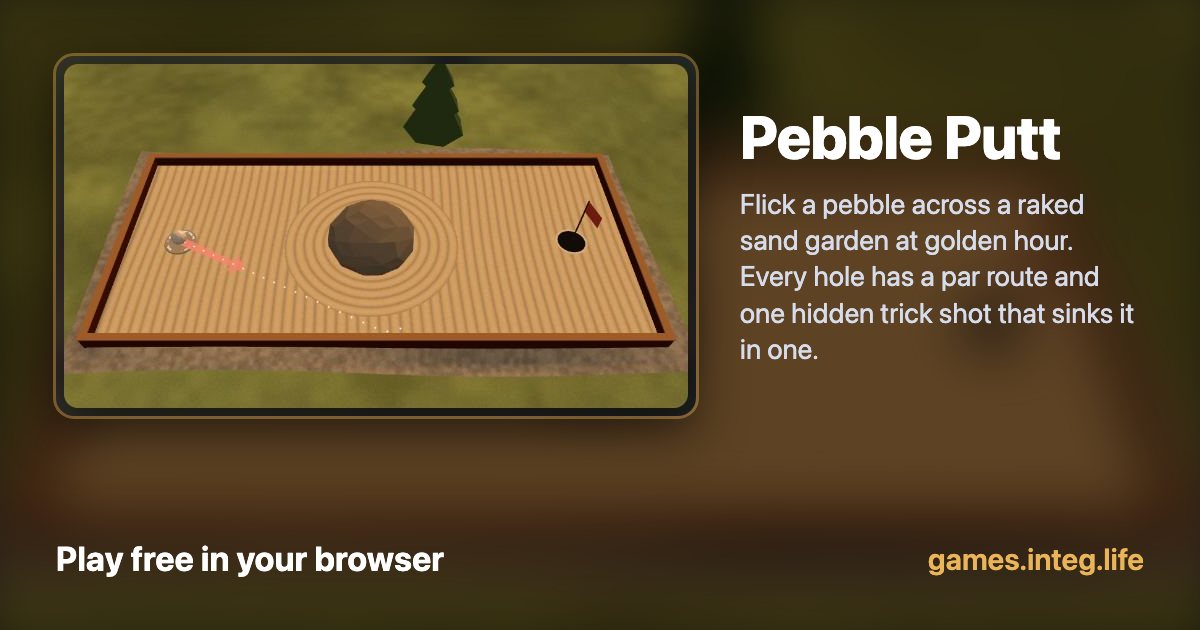 Pebble Putt
Flick a pebble across a raked
sand garden at golden hour.
Every hole has a par route and
one hidden trick shot that sinks it
in one.
Play free in your browser
games.integ.life